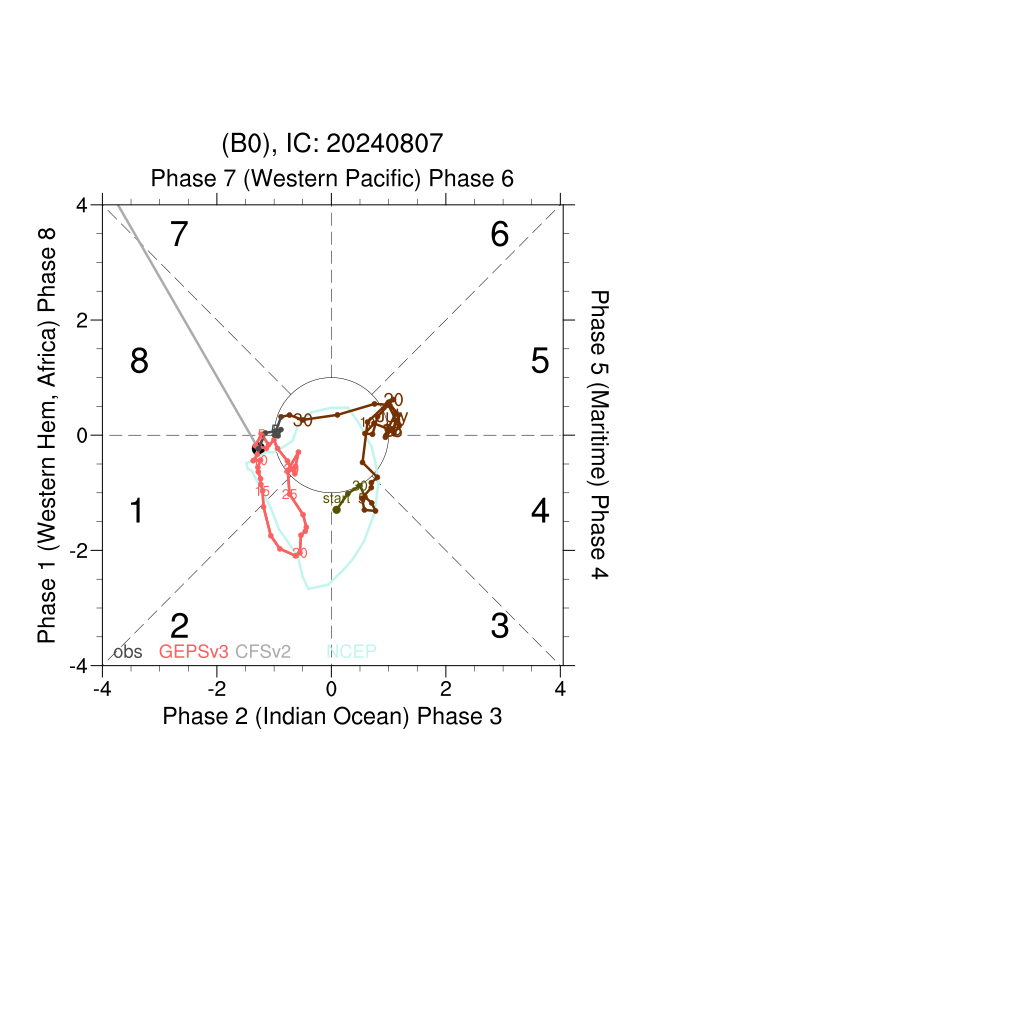 (B0), IC: 20240807
Phase 7 (Western Pacific) Phase 6
Phase 1 (Western Hem, Africa) Phase 8
Phase 5 (Maritime) Phase 4
4
2
0
-2
-4
7
6
8
5
1
4
2
3
30
20
start
30
15
25
20
obs GEPSv3 CFSv2 NCEP
-4 -2 0 2 4
Phase 2 (Indian Ocean) Phase 3